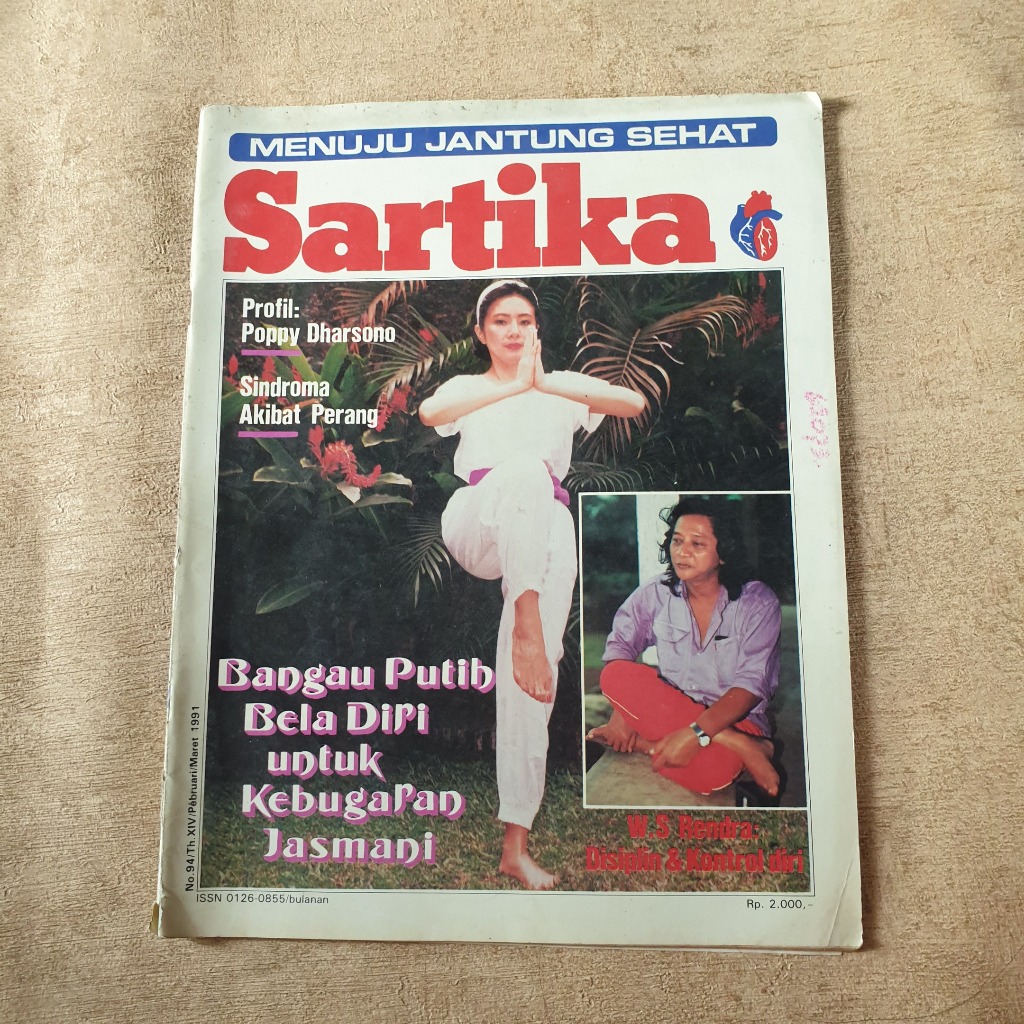 MENUJU JANTUNG SEHAT
Sartika
Profil:
Poppy Dharsono
Sindroma
Akibat Perang
Bangau Putih
Bela Diri
untuk
Kebugaran
Jasmani
W.S Rendra:
Disiplin & Kontrol diri
No.94/Th.XIV/Pebruari/Maret 1991
ISSN 0126-0855/bulanan
Rp. 2.000,-